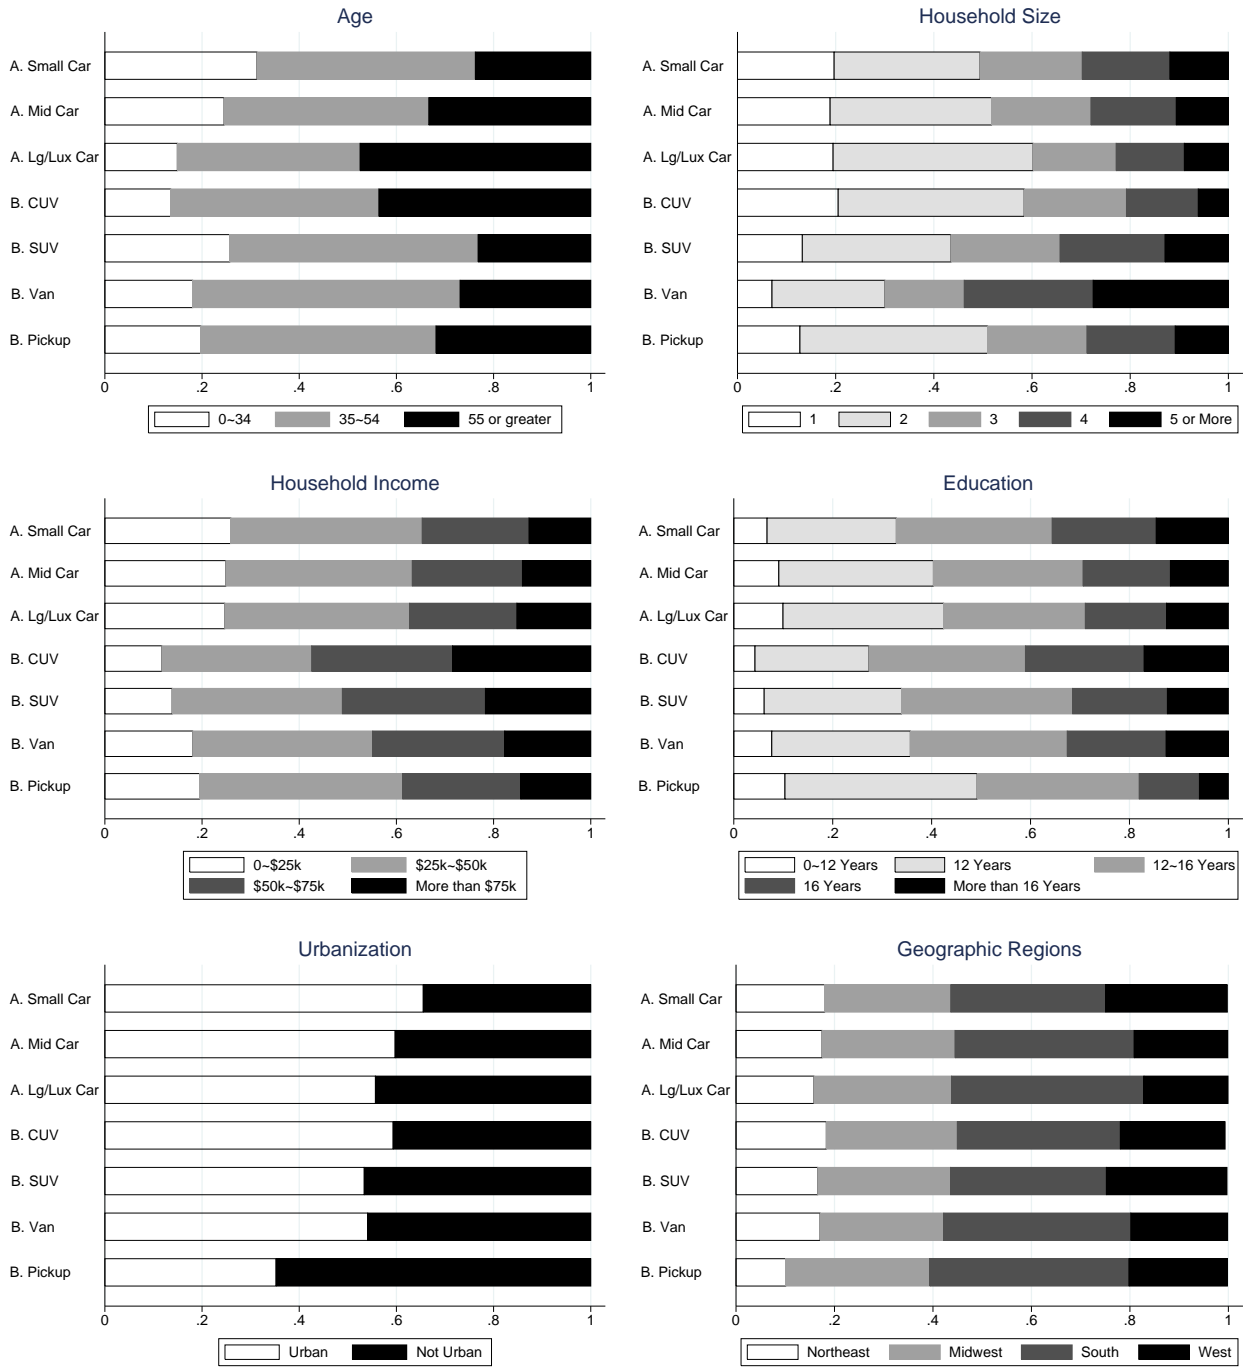 Age
A. Small Car
A. Mid Car
A. Lg/Lux Car
B. CUV
B. SUV
B. Van
B. Pickup
0 .2 .4 .6 .8 1
0~34 35~54 55 or greater
Household Size
A. Small Car
A. Mid Car
A. Lg/Lux Car
B. CUV
B. SUV
B. Van
B. Pickup
0 .2 .4 .6 .8 1
1 2 3 4 5 or More
Household Income
A. Small Car
A. Mid Car
A. Lg/Lux Car
B. CUV
B. SUV
B. Van
B. Pickup
0 .2 .4 .6 .8 1
0~$25k $25k~$50k
$50k~$75k More than $75k
Education
A. Small Car
A. Mid Car
A. Lg/Lux Car
B. CUV
B. SUV
B. Van
B. Pickup
0 .2 .4 .6 .8 1
0~12 Years 12 Years 12~16 Years
16 Years More than 16 Years
Urbanization
A. Small Car
A. Mid Car
A. Lg/Lux Car
B. CUV
B. SUV
B. Van
B. Pickup
0 .2 .4 .6 .8 1
Urban Not Urban
Geographic Regions
A. Small Car
A. Mid Car
A. Lg/Lux Car
B. CUV
B. SUV
B. Van
B. Pickup
0 .2 .4 .6 .8 1
Northeast Midwest South West